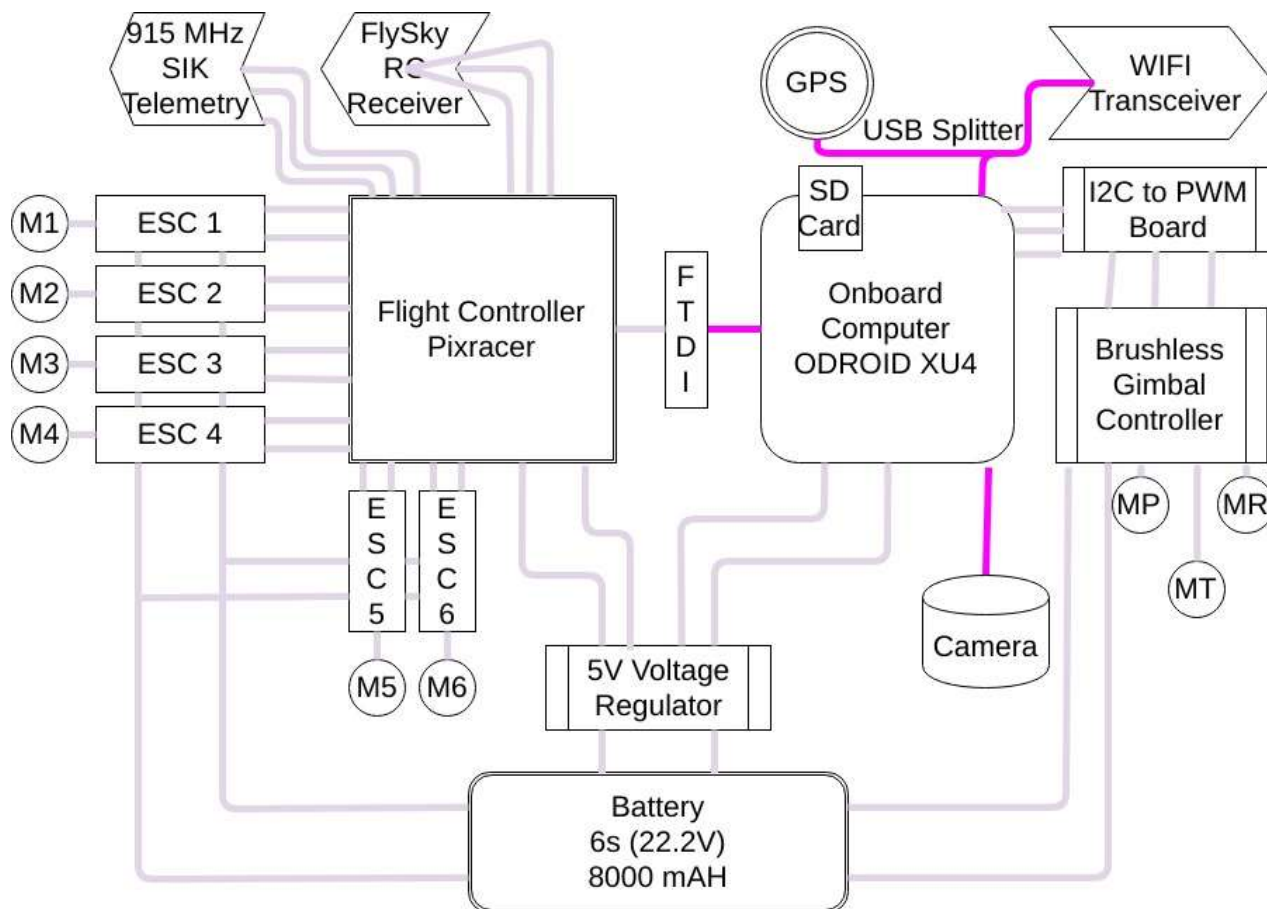 915 MHz
SIK
Telemetry
FlySky
RC
Receiver
GPS
WIFI
Transceiver
USB Splitter
SD
Card
I2C to PWM
Board
M1
ESC 1
M2
ESC 2
M3
ESC 3
M4
ESC 4
Flight Controller
Pixracer
F
T
D
I
Onboard
Computer
ODROID XU4
Brushless
Gimbal
Controller
E
S
C
5
E
S
C
6
MP
MR
MT
M5
M6
Camera
5V Voltage
Regulator
Battery
6s (22.2V)
8000 mAH